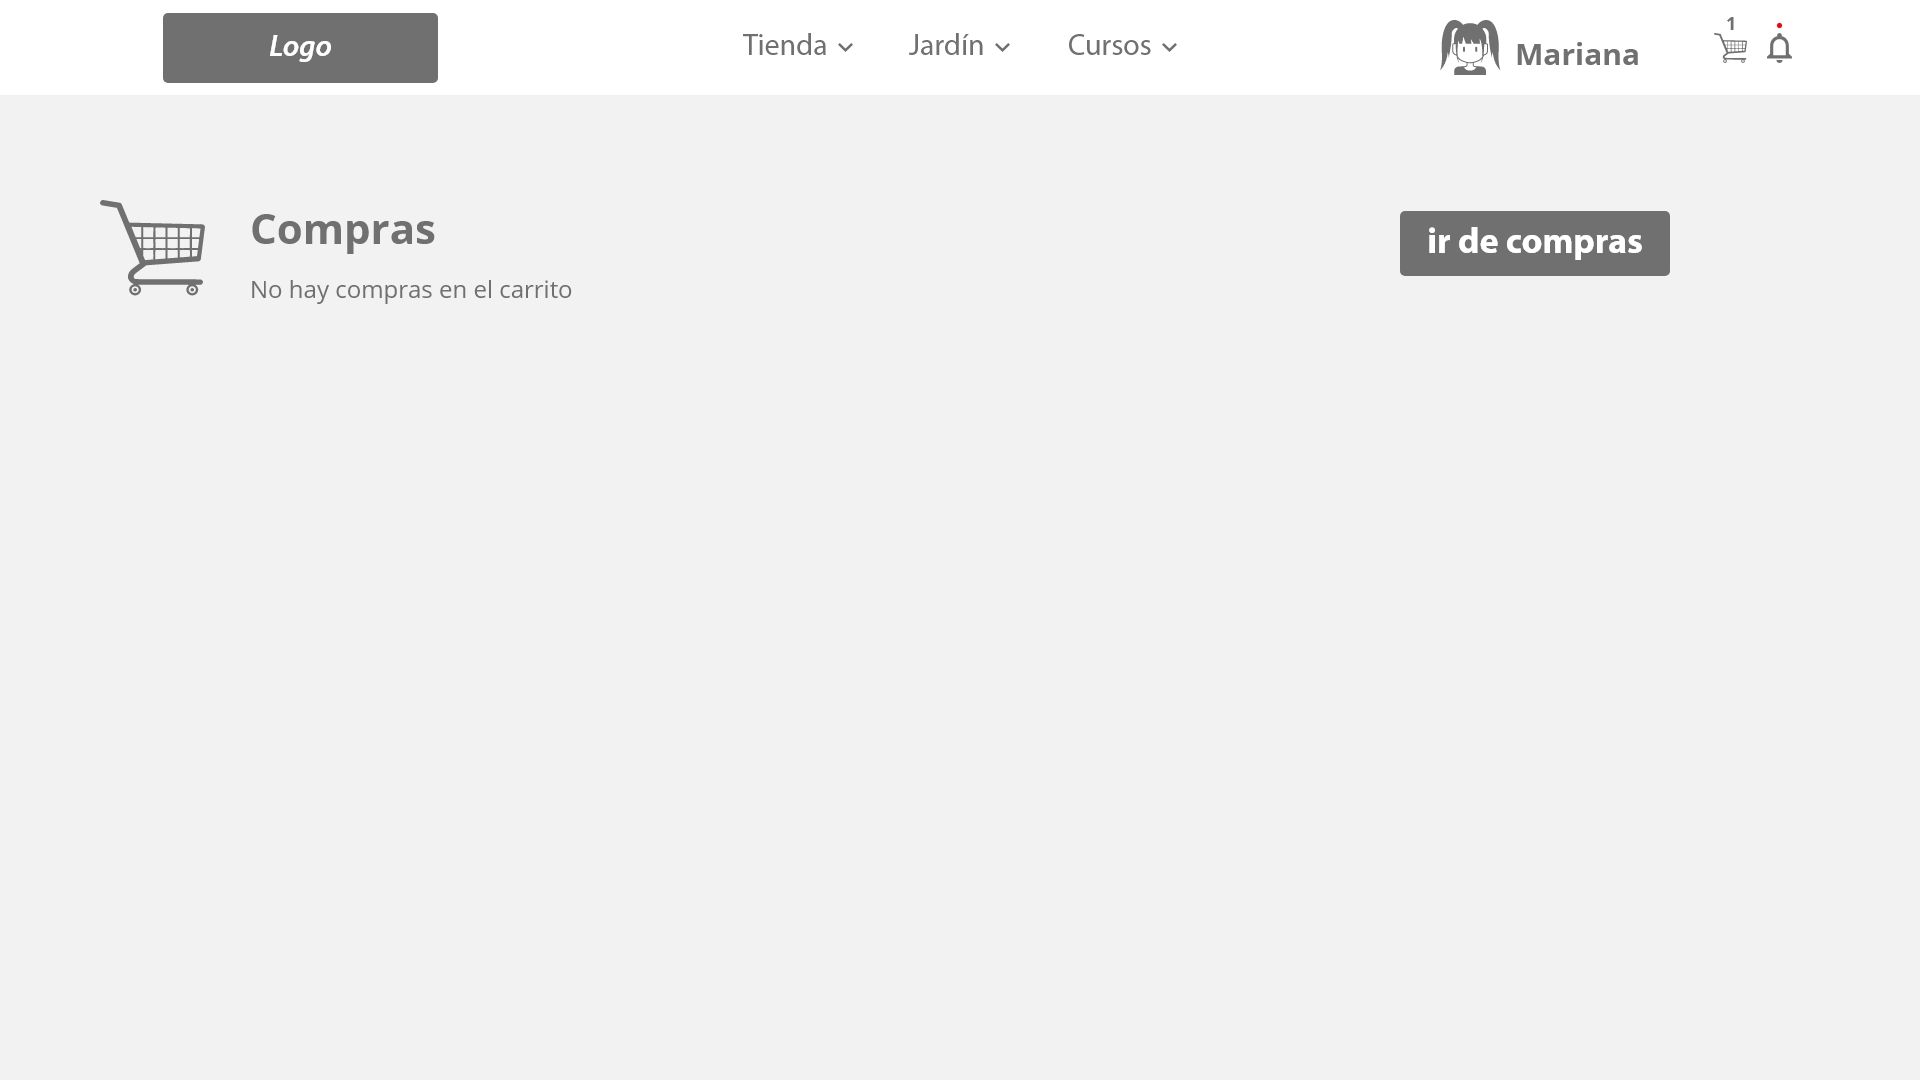 Logo
Tienda
Jardín
Cursos
Mariana
1
Compras
No hay compras en el carrito
ir de compras